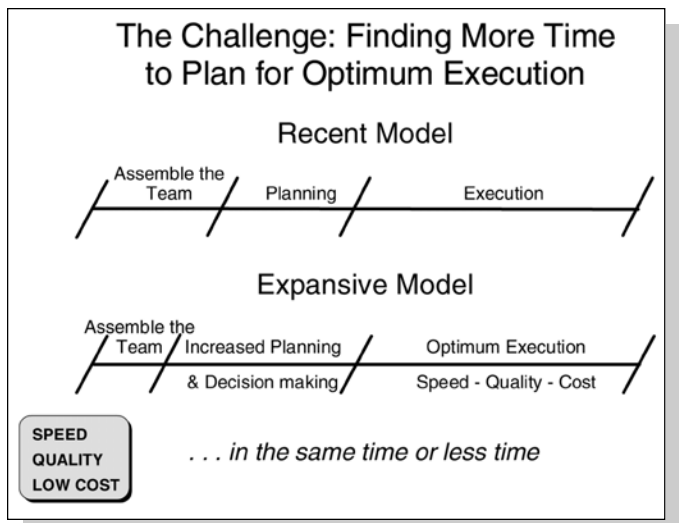 The Challenge: Finding More Time
to Plan for Optimum Execution
Recent Model
Assemble the
Team
Planning
Execution
Expansive Model
Assemble the
Team
Increased Planning
& Decision making
Optimum Execution
Speed - Quality - Cost
SPEED
QUALITY
LOW COST
. . . in the same time or less time